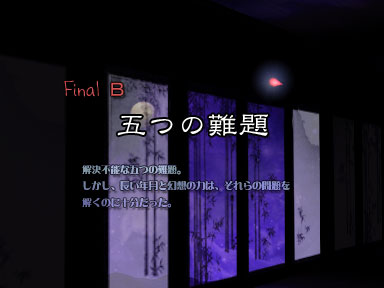 Final B
五つの難題
解決不能な五つの難題。
しかし、長い年月と幻想の力は、それらの問題を
解くのに十分だった。